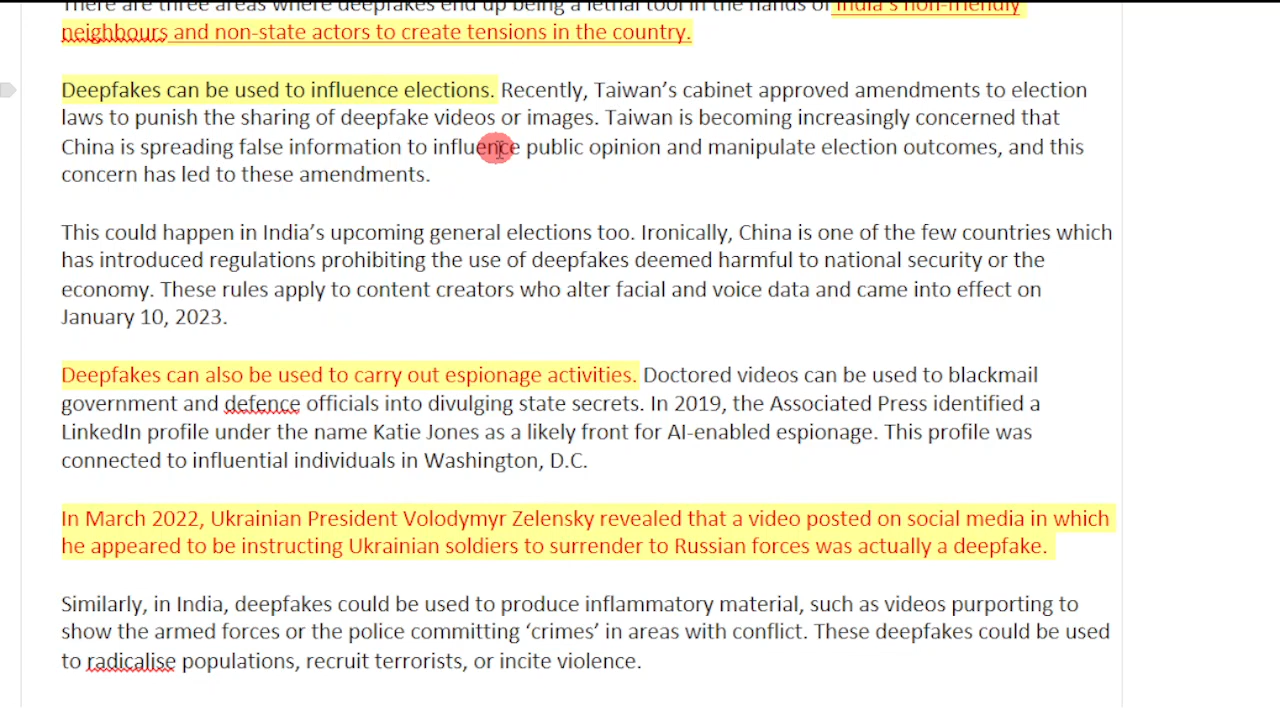 There are three areas where deepfakes end up being a lethal tool in the hands of India's non-friendly
neighbours and non-state actors to create tensions in the country.
Deepfakes can be used to influence elections. Recently, Taiwan's cabinet approved amendments to election
laws to punish the sharing of deepfake videos or images. Taiwan is becoming increasingly concerned that
China is spreading false information to influence public opinion and manipulate election outcomes, and this
concern has led to these amendments.
This could happen in India's upcoming general elections too. Ironically, China is one of the few countries which
has introduced regulations prohibiting the use of deepfakes deemed harmful to national security or the
economy. These rules apply to content creators who alter facial and voice data and came into effect on
January 10, 2023.
Deepfakes can also be used to carry out espionage activities. Doctored videos can be used to blackmail
government and defence officials into divulging state secrets. In 2019, the Associated Press identified a
LinkedIn profile under the name Katie Jones as a likely front for AI-enabled espionage. This profile was
connected to influential individuals in Washington, D.C.
In March 2022, Ukrainian President Volodymyr Zelensky revealed that a video posted on social media in which
he appeared to be instructing Ukrainian soldiers to surrender to Russian forces was actually a deepfake.
Similarly, in India, deepfakes could be used to produce inflammatory material, such as videos purporting to
show the armed forces or the police committing ‘crimes’ in areas with conflict. These deepfakes could be used
to radicalise populations, recruit terrorists, or incite violence.